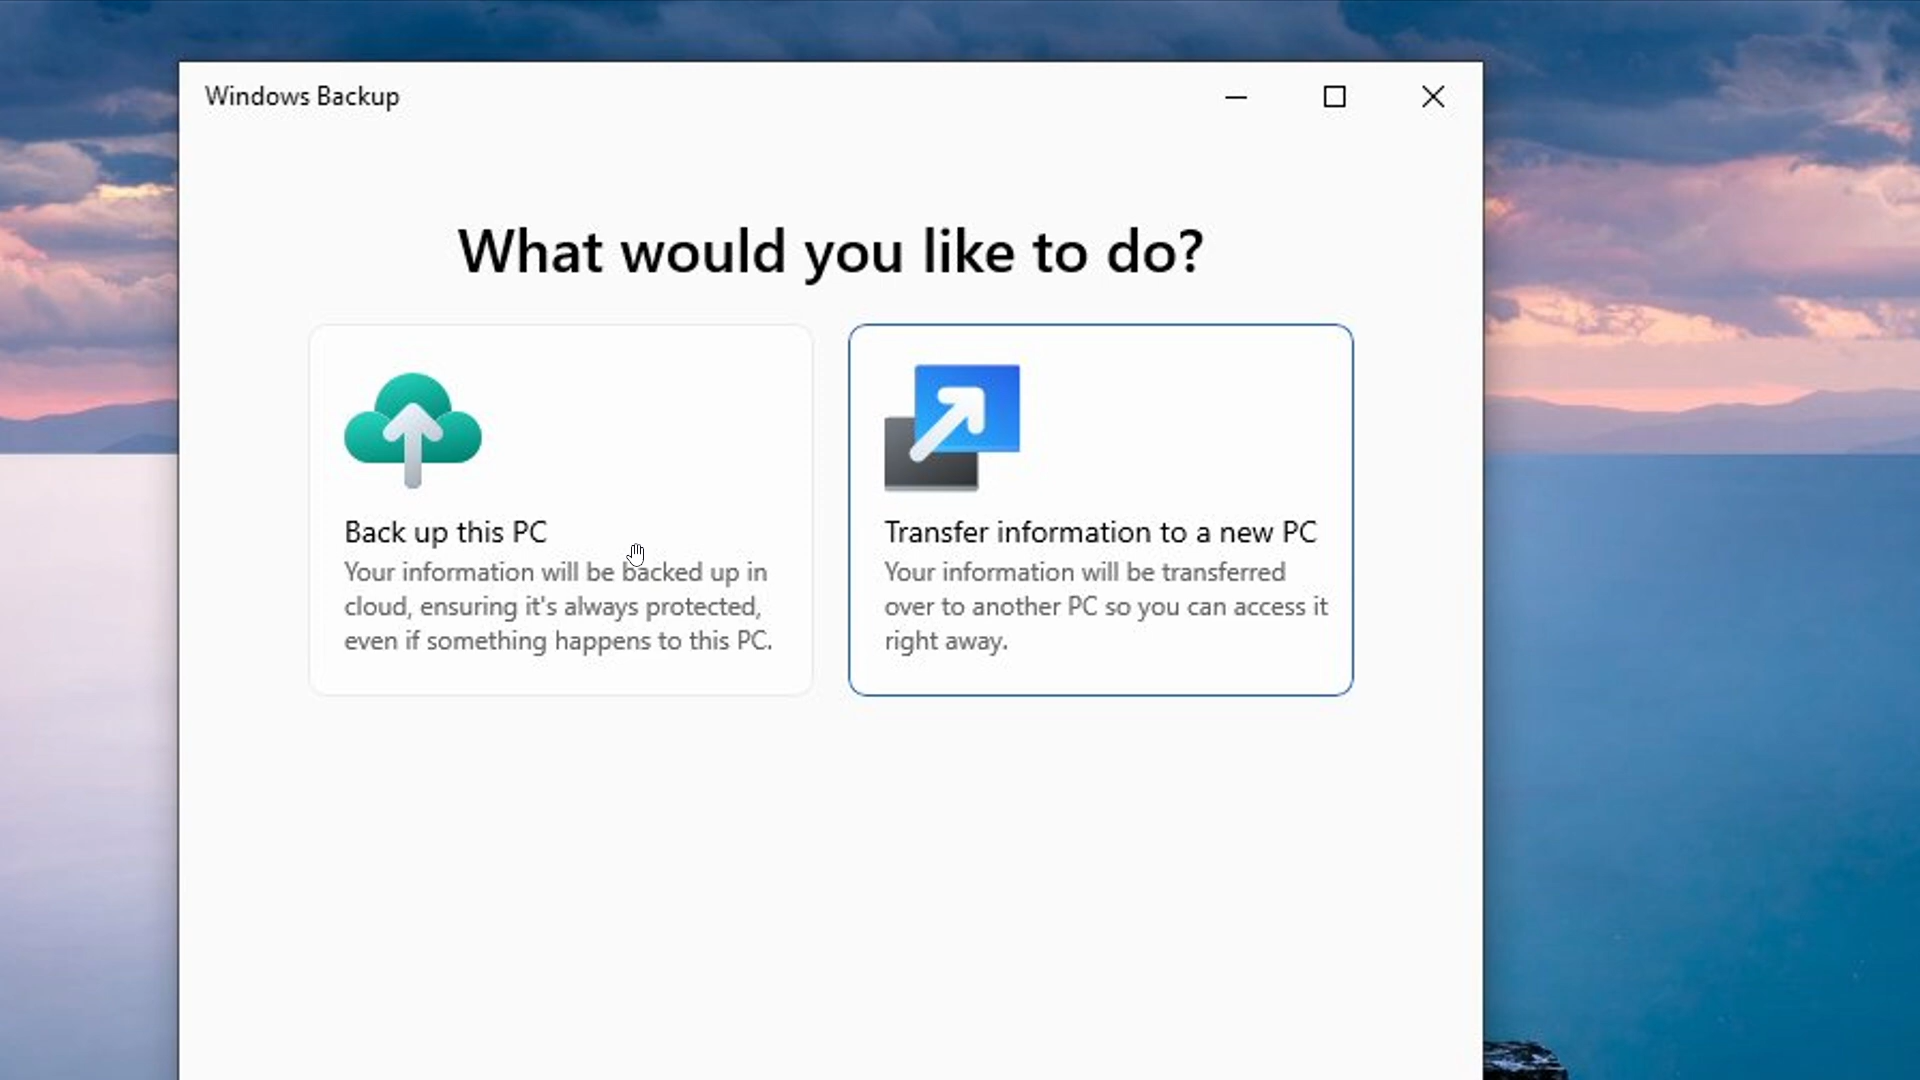 Windows Backup
What would you like to do?
Back up this PC
Your information will be backed up in
cloud, ensuring it's always protected,
even if something happens to this PC.
Transfer information to a new PC
Your information will be transferred
over to another PC so you can access it
right away.